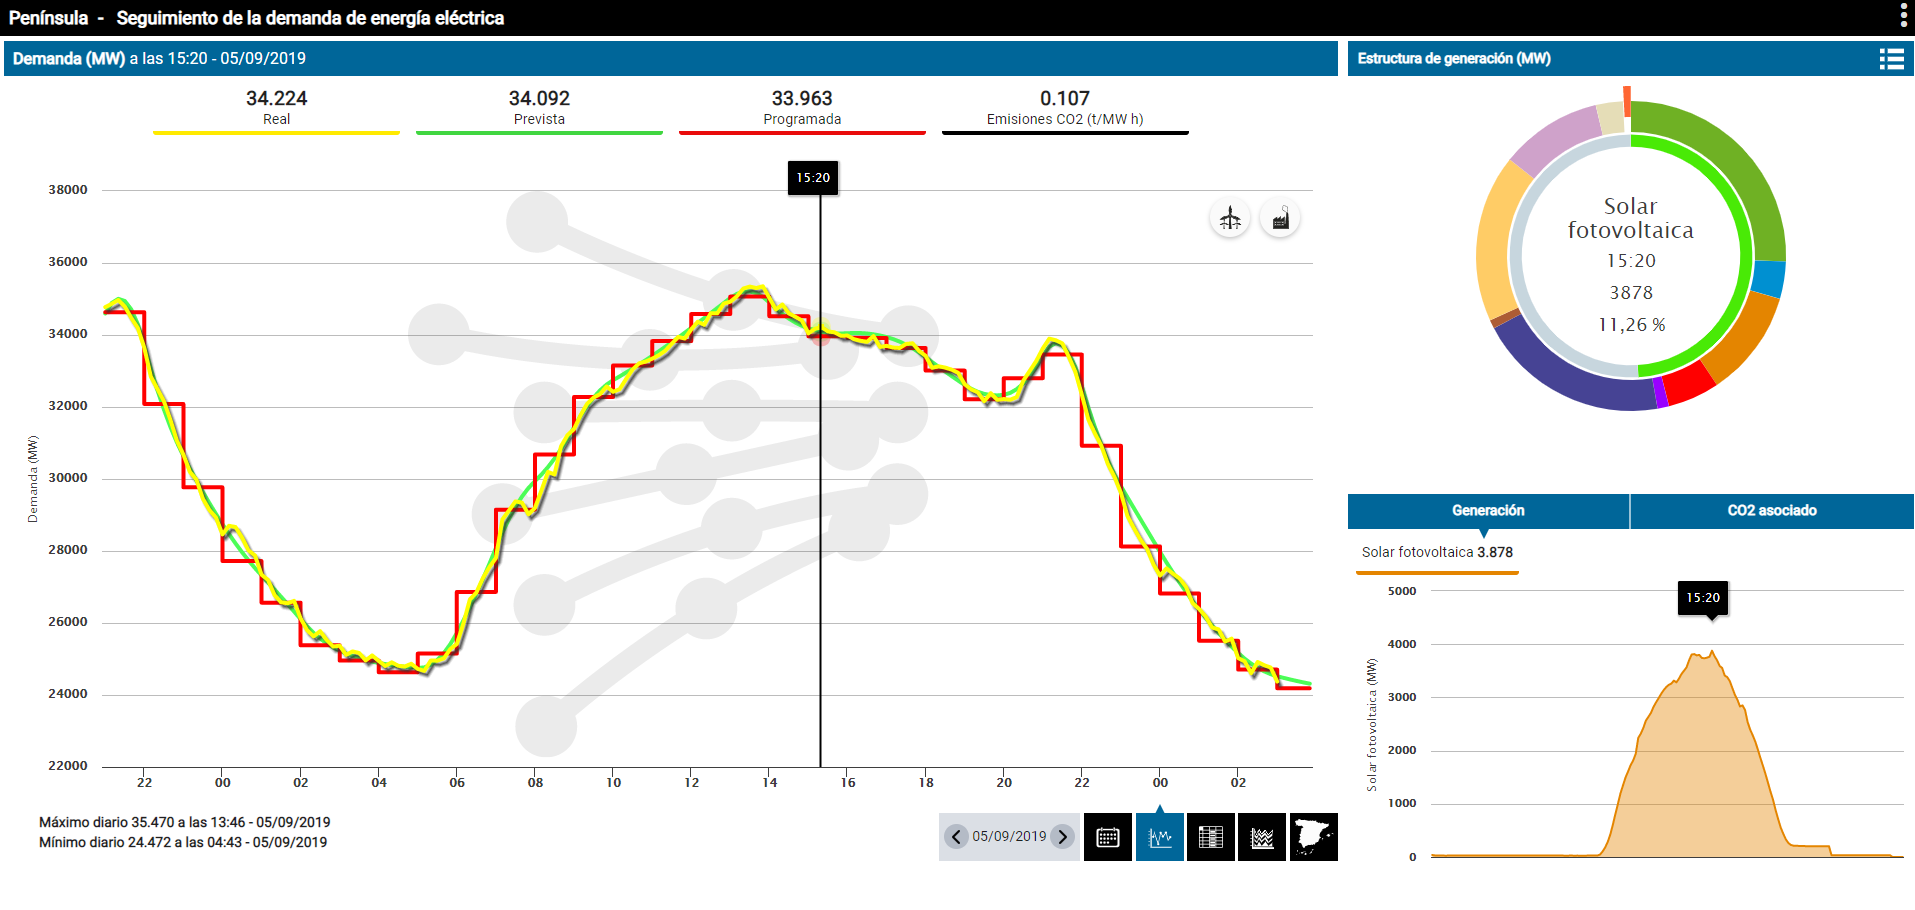 Península - Seguimiento de la demanda de energía eléctrica
Demanda (MW) a las 15:20 - 05/09/2019
34.224
Real
34.092
Prevista
33.963
Programada
0.107
Emisiones CO2 (t/MW h)
15:20
38000
36000
34000
32000
30000
28000
26000
24000
22000
Demanda (MW)
22 00 02 04 06 08 10 12 14 16 18 20 22 00 02
Máximo diario 35.470 a las 13:46 - 05/09/2019
Mínimo diario 24.472 a las 04:43 - 05/09/2019
05/09/2019
Estructura de generación (MW)
Solar
fotovoltaica
15:20
3878
11,26 %
Generación
CO2 asociado
Solar fotovoltaica 3.878
15:20
5000
4000
3000
2000
1000
0
Solar fotovoltaica (MW)